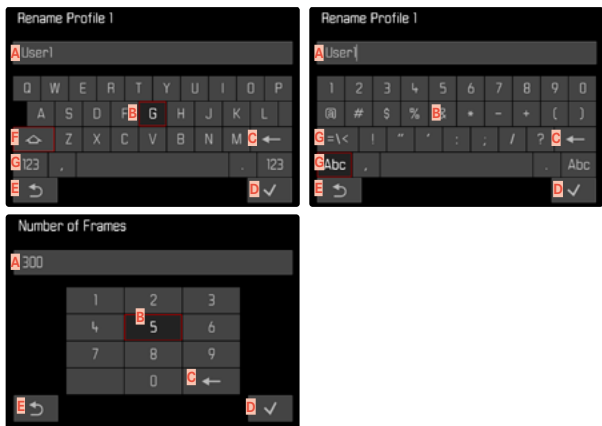 Rename Profile 1
A User1
Q W E R T Y U I O P
A S D F B G H J K L
F Z X C V B N M C ←
G 123 , . 123
E D ✓
Rename Profile 1
A User1
1 2 3 4 5 6 7 8 9 0
@ # $ % B & * - + ( )
G =\< ! " ' : ; / ? C ←
G Abc , . Abc
E D ✓
Number of Frames
A 300
1 2 3
4 B 5 6
7 8 9
0 C ←
E D ✓